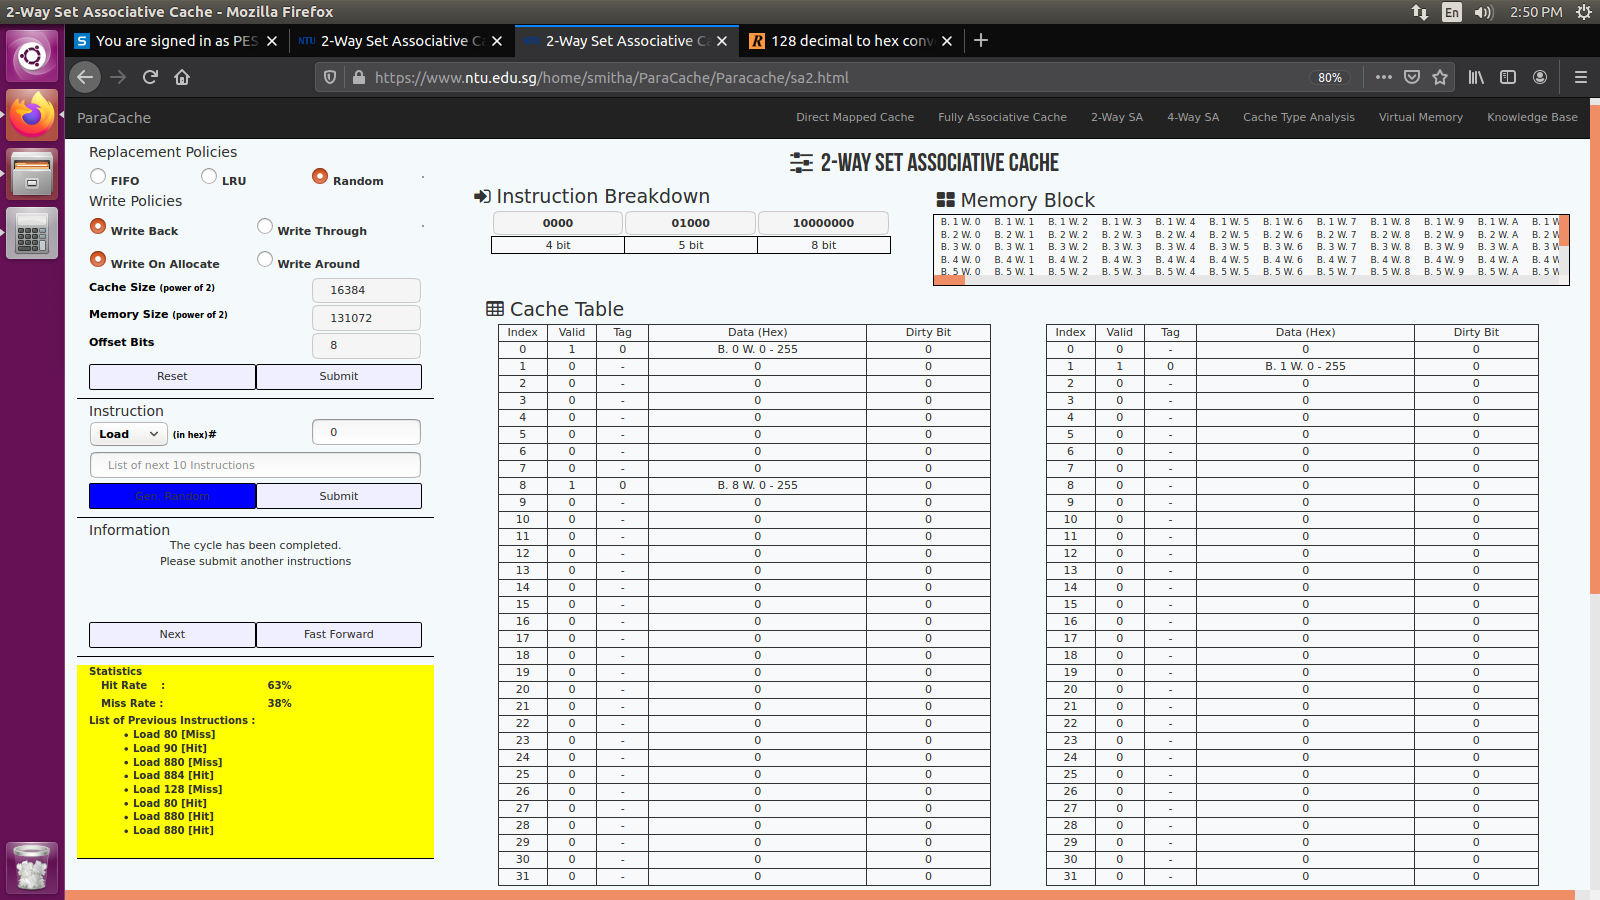 2-Way Set Associative Cache - Mozilla Firefox
En
2:50 PM
You are signed in as PES
NTU 2-Way Set Associative C
NTU 2-Way Set Associative C
128 decimal to hex conv
https://www.ntu.edu.sg/home/smitha/ParaCache/Paracache/sa2.html
80%
ParaCache
Direct Mapped Cache
Fully Associative Cache
2-Way SA
4-Way SA
Cache Type Analysis
Virtual Memory
Knowledge Base
Replacement Policies
FIFO
LRU
Random
Write Policies
Write Back
Write Through
Write On Allocate
Write Around
Cache Size (power of 2)
16384
Memory Size (power of 2)
131072
Offset Bits
8
Reset
Submit
Instruction
Load
(in hex)#
0
List of next 10 Instructions
Gen. Random
Submit
Information
The cycle has been completed.
Please submit another instructions
Next
Fast Forward
Statistics
Hit Rate : 63%
Miss Rate : 38%
List of Previous Instructions :
• Load 80 [Miss]
• Load 90 [Hit]
• Load 880 [Miss]
• Load 884 [Hit]
• Load 128 [Miss]
• Load 80 [Hit]
• Load 880 [Hit]
• Load 880 [Hit]
2-WAY SET ASSOCIATIVE CACHE
Instruction Breakdown
0000 01000 10000000
4 bit 5 bit 8 bit
Memory Block
B. 1 W. 0 B. 1 W. 1 B. 1 W. 2 B. 1 W. 3 B. 1 W. 4 B. 1 W. 5 B. 1 W. 6 B. 1 W. 7 B. 1 W. 8 B. 1 W. 9 B. 1 W. A B. 1 W
B. 2 W. 0 B. 2 W. 1 B. 2 W. 2 B. 2 W. 3 B. 2 W. 4 B. 2 W. 5 B. 2 W. 6 B. 2 W. 7 B. 2 W. 8 B. 2 W. 9 B. 2 W. A B. 2 W
B. 3 W. 0 B. 3 W. 1 B. 3 W. 2 B. 3 W. 3 B. 3 W. 4 B. 3 W. 5 B. 3 W. 6 B. 3 W. 7 B. 3 W. 8 B. 3 W. 9 B. 3 W. A B. 3 W
B. 4 W. 0 B. 4 W. 1 B. 4 W. 2 B. 4 W. 3 B. 4 W. 4 B. 4 W. 5 B. 4 W. 6 B. 4 W. 7 B. 4 W. 8 B. 4 W. 9 B. 4 W. A B. 4 W
B. 5 W. 0 B. 5 W. 1 B. 5 W. 2 B. 5 W. 3 B. 5 W. 4 B. 5 W. 5 B. 5 W. 6 B. 5 W. 7 B. 5 W. 8 B. 5 W. 9 B. 5 W. A B. 5 W
Cache Table
Index Valid Tag Data (Hex) Dirty Bit
0 1 0 B. 0 W. 0 - 255 0
1 0 - 0 0
2 0 - 0 0
3 0 - 0 0
4 0 - 0 0
5 0 - 0 0
6 0 - 0 0
7 0 - 0 0
8 1 0 B. 8 W. 0 - 255 0
9 0 - 0 0
10 0 - 0 0
11 0 - 0 0
12 0 - 0 0
13 0 - 0 0
14 0 - 0 0
15 0 - 0 0
16 0 - 0 0
17 0 - 0 0
18 0 - 0 0
19 0 - 0 0
20 0 - 0 0
21 0 - 0 0
22 0 - 0 0
23 0 - 0 0
24 0 - 0 0
25 0 - 0 0
26 0 - 0 0
27 0 - 0 0
28 0 - 0 0
29 0 - 0 0
30 0 - 0 0
31 0 - 0 0
Index Valid Tag Data (Hex) Dirty Bit
0 0 - 0 0
1 1 0 B. 1 W. 0 - 255 0
2 0 - 0 0
3 0 - 0 0
4 0 - 0 0
5 0 - 0 0
6 0 - 0 0
7 0 - 0 0
8 0 - 0 0
9 0 - 0 0
10 0 - 0 0
11 0 - 0 0
12 0 - 0 0
13 0 - 0 0
14 0 - 0 0
15 0 - 0 0
16 0 - 0 0
17 0 - 0 0
18 0 - 0 0
19 0 - 0 0
20 0 - 0 0
21 0 - 0 0
22 0 - 0 0
23 0 - 0 0
24 0 - 0 0
25 0 - 0 0
26 0 - 0 0
27 0 - 0 0
28 0 - 0 0
29 0 - 0 0
30 0 - 0 0
31 0 - 0 0